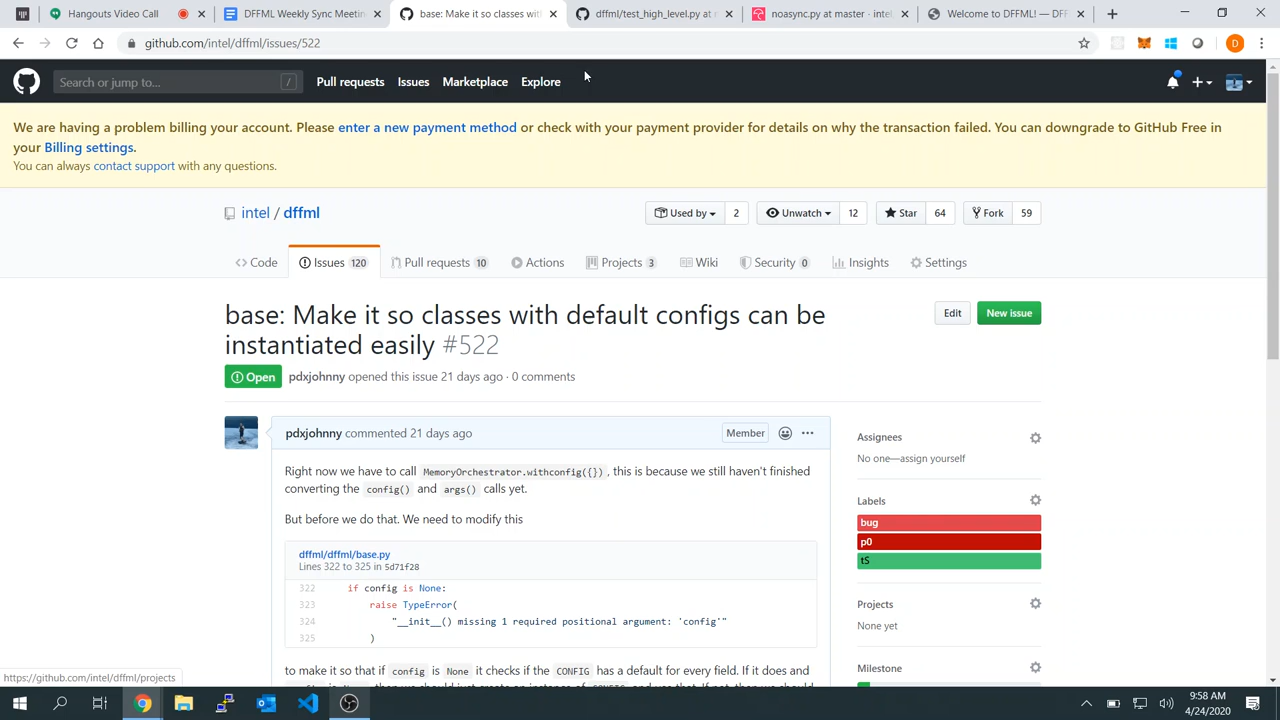 Hangouts Video Call
DFFML Weekly Sync Meetin
base: Make it so classes with
dffml/test_high_level.py at m
noasync.py at master · intel
Welcome to DFFML! — DFF
github.com/intel/dffml/issues/522
D
Search or jump to...
/
Pull requests
Issues
Marketplace
Explore
We are having a problem billing your account. Please enter a new payment method or check with your payment provider for details on why the transaction failed. You can downgrade to GitHub Free in
your Billing settings.
You can always contact support with any questions.
intel / dffml
Used by 2
Unwatch 12
Star 64
Fork 59
Code
Issues 120
Pull requests 10
Actions
Projects 3
Wiki
Security 0
Insights
Settings
base: Make it so classes with default configs can be
instantiated easily #522
Edit
New issue
Open
pdxjohnny opened this issue 21 days ago · 0 comments
pdxjohnny commented 21 days ago
Member
Right now we have to call MemoryOrchestrator.withconfig({}), this is because we still haven't finished
converting the config() and args() calls yet.
But before we do that. We need to modify this
dffml/dffml/base.py
Lines 322 to 325 in 5d71f28
322 if config is None:
323 raise TypeError(
324 "__init__() missing 1 required positional argument: 'config'"
325 )
to make it so that if config is None it checks if the CONFIG has a default for every field. If it does and
Assignees
No one—assign yourself
Labels
bug
p0
tS
Projects
None yet
Milestone
https://github.com/intel/dffml/projects
9:58 AM
4/24/2020